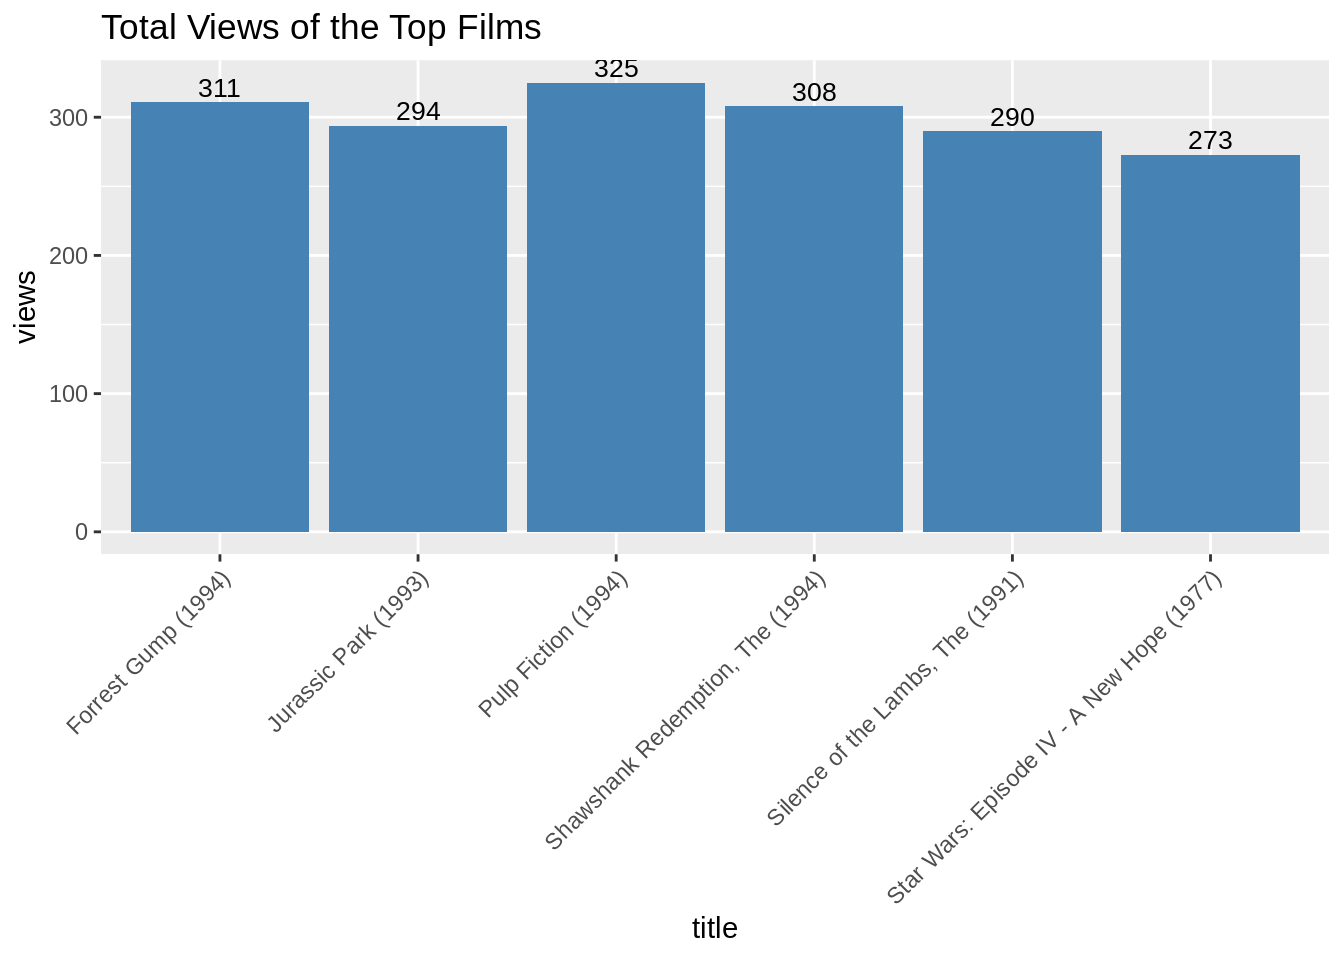 Total Views of the Top Films
views
300
200
100
0
311
294
325
308
290
273
Forrest Gump (1994)
Jurassic Park (1993)
Pulp Fiction (1994)
Shawshank Redemption, The (1994)
Silence of the Lambs, The (1991)
Star Wars: Episode IV - A New Hope (1977)
title